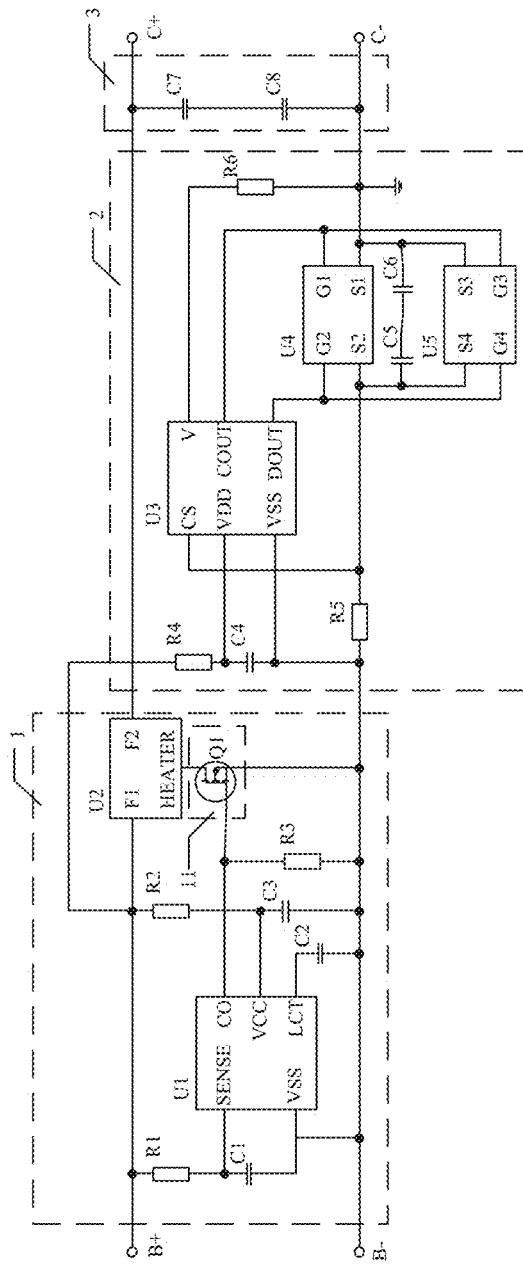 1
2
3
B+
R1
C1
U1
SENSE
CO
VCC
VSS
LCT
R2
C3
C2
R3
11
Q1
U2
F1
F2
HEATER
R4
C4
U3
CS
V
VDD
COUT
VSS
DOUT
R5
R6
U4
G2
G1
S2
S1
C5
C6
U5
S4
S3
G4
G3
C7
C8
C+
B-
C-